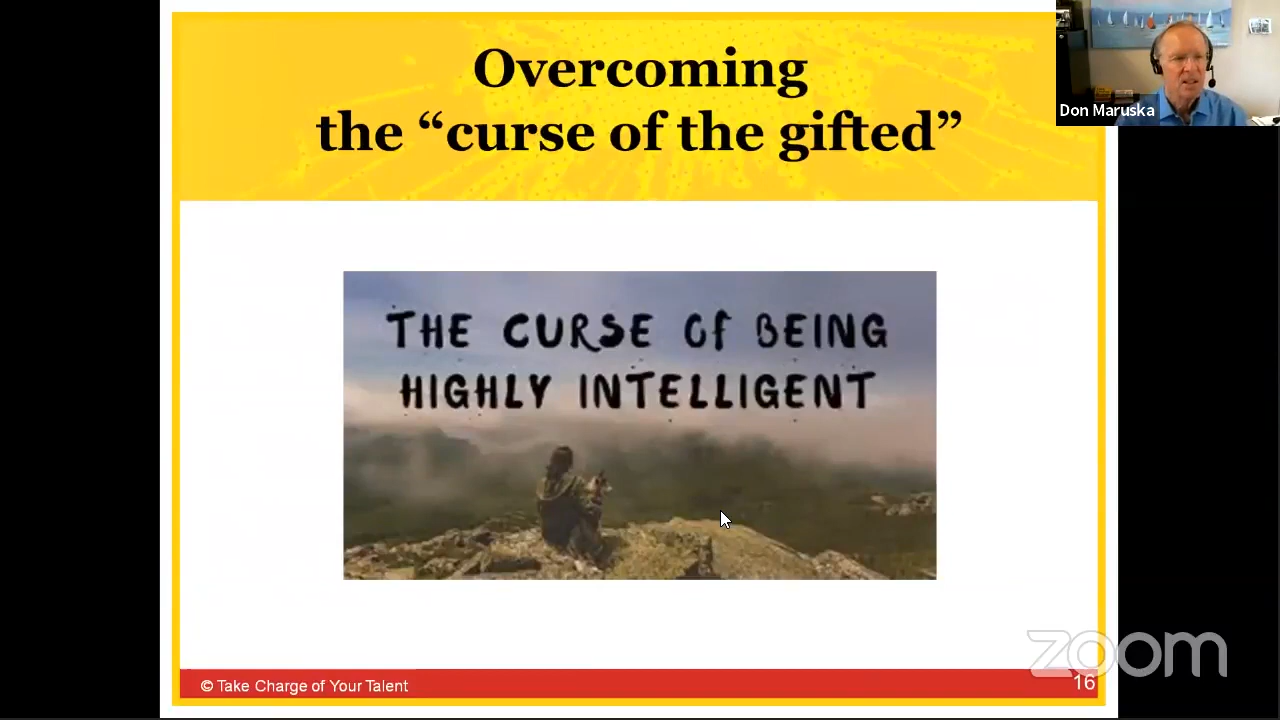 Overcoming
the “curse of the gifted”
Don Maruska
THE CURSE Of BEING
HIGHLY INTELLIGENT
zoom
© Take Charge of Your Talent
16